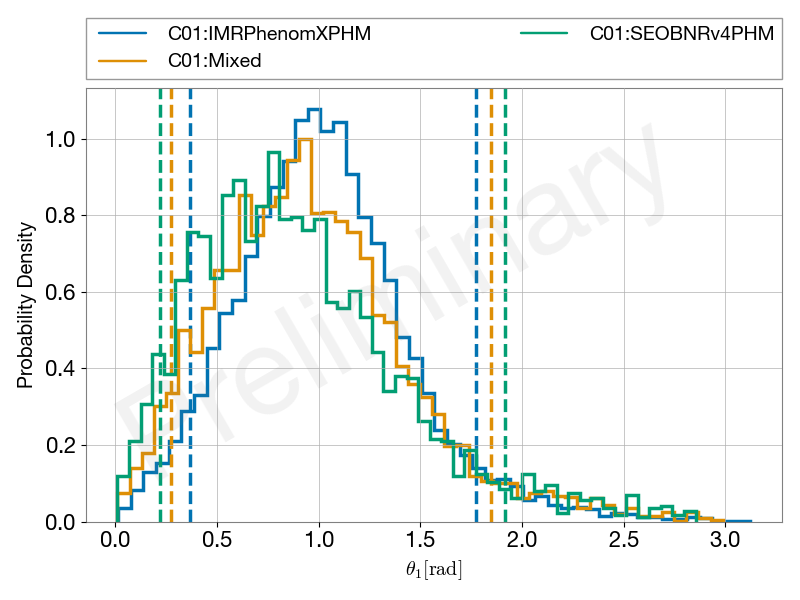 C01:IMRPhenomXPHM
C01:Mixed
C01:SEOBNRv4PHM
Preliminary
Probability Density
1.0
0.8
0.6
0.4
0.2
0.0
0.0 0.5 1.0 1.5 2.0 2.5 3.0
θ₁[rad]